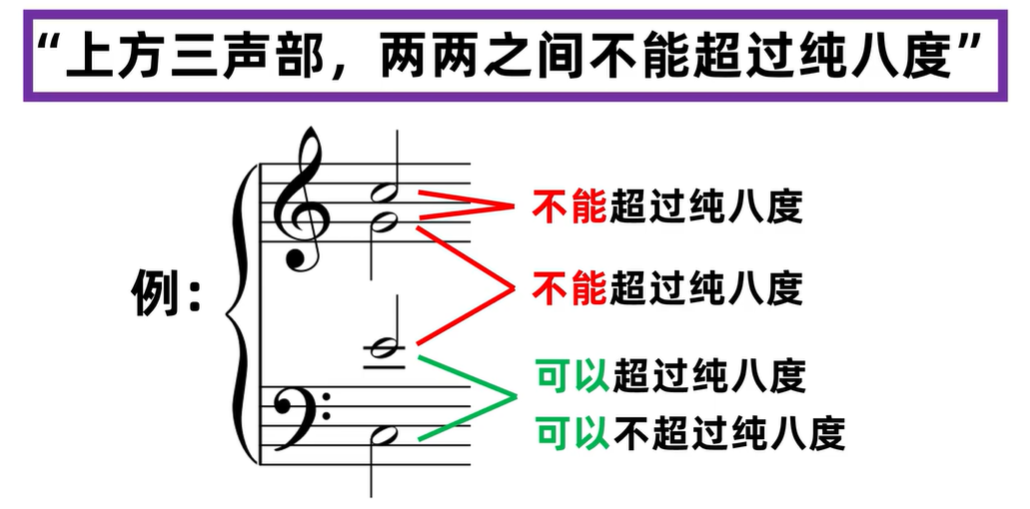 “上方三声部，两两之间不能超过纯八度”
不能超过纯八度
例：
不能超过纯八度
可以超过纯八度
可以不超过纯八度